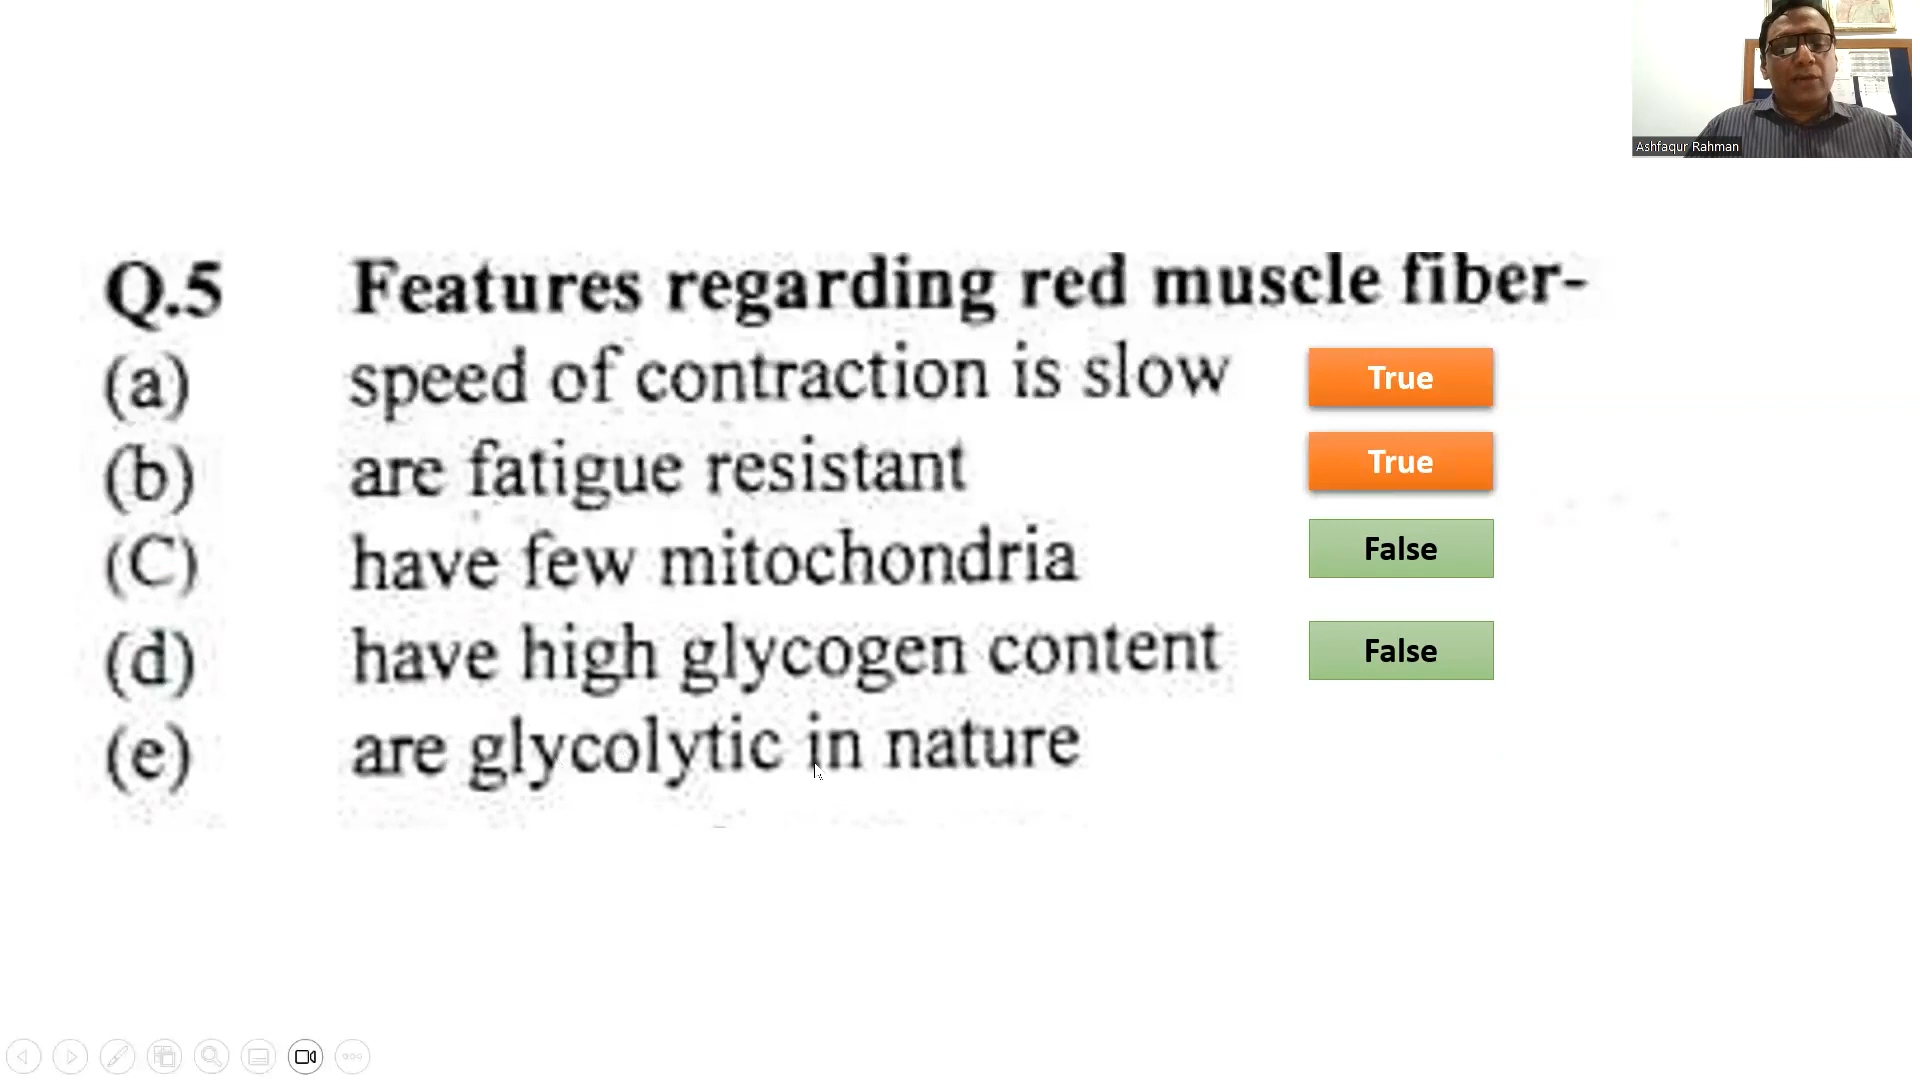 Ashfaqur Rahman
Q.5 Features regarding red muscle fiber-
(a) speed of contraction is slow True
(b) are fatigue resistant True
(C) have few mitochondria False
(d) have high glycogen content False
(e) are glycolytic in nature